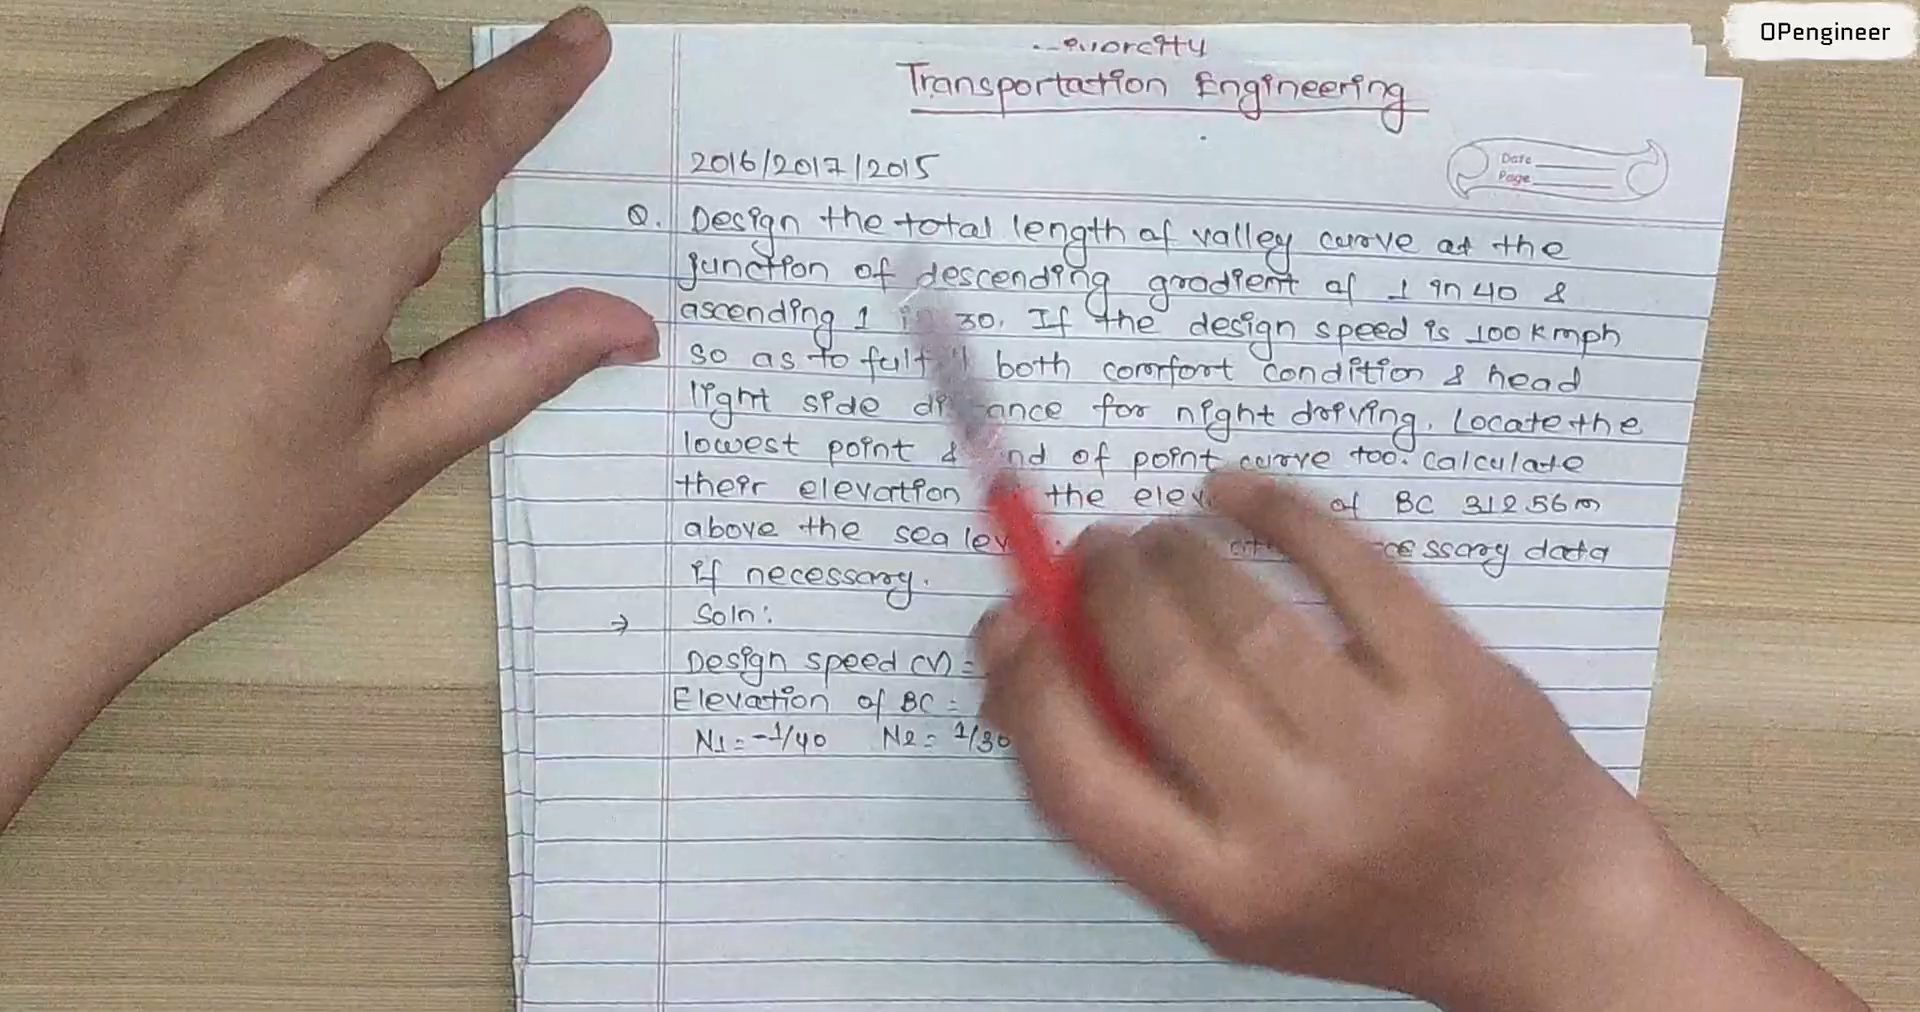 OPengineer
Transportation Engineering
Date
Page
2016/2017/2015
Q. Design the total length of valley curve at the
junction of descending gradient of 1 in 40 &
ascending 1 30. If the design speed is 100 kmph
so as to both comfort condition & head
light side for night driving. Locate the
lowest point & of point curve too. calculate
their elevation the of BC 312.56m
above the sea data
if necessary.
→ Soln:
Design speed (V) =
Elevation of BC =
N1 = -1/40 N2 = 1/30